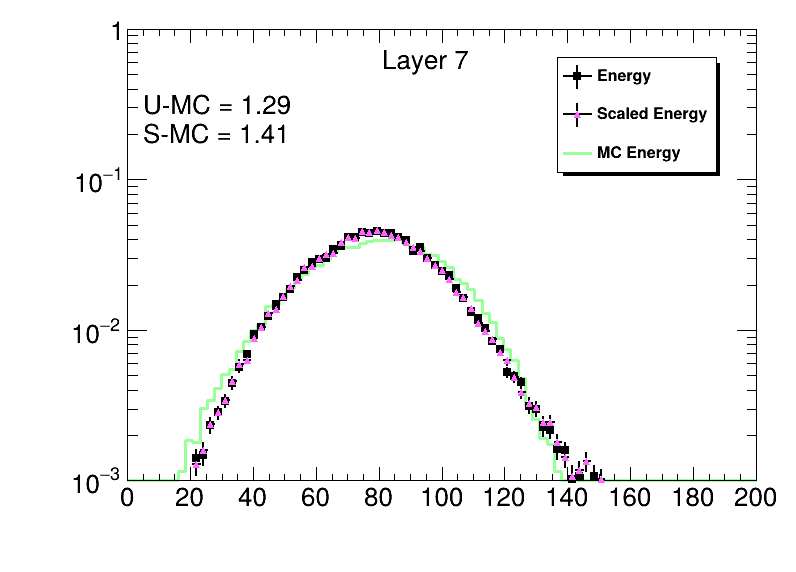 Layer 7
U-MC = 1.29
S-MC = 1.41
Energy
Scaled Energy
MC Energy
1
10⁻¹
10⁻²
10⁻³
0 20 40 60 80 100 120 140 160 180 200